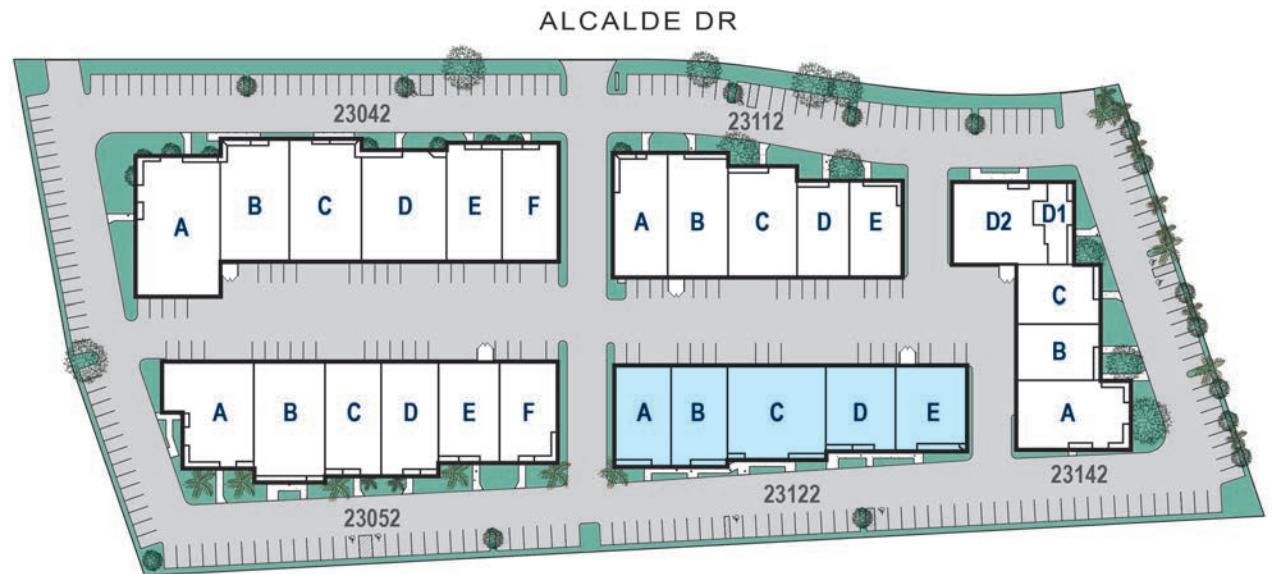 ALCALDE DR
23042
A B C D E F
23112
A B C D E
D2 D1
C
B
A
23142
A B C D E F
23052
A B C D E
23122